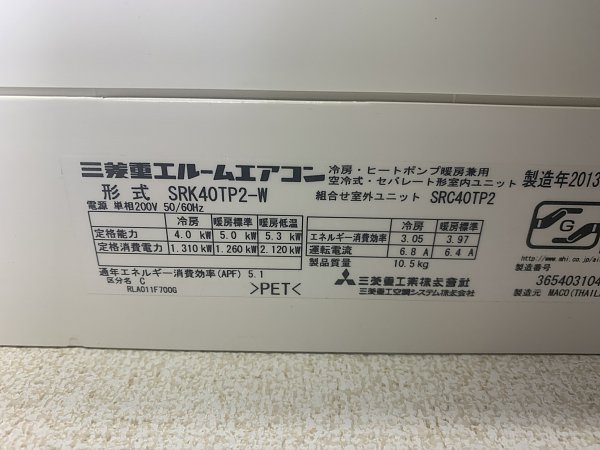 三菱重工ルームエアコン 冷房・ヒートポンプ暖房兼用
空冷式・セパレート形室内ユニット
製造年2013
形式 SRK40TP2-W 組合せ室外ユニット SRC40TP2
電源 単相200V 50/60Hz
冷房 暖房標準 暖房低温
定格能力 4.0 kW 5.0 kW 5.3 kW
定格消費電力 1.310 kW 1.260 kW 2.120 kW
冷房 暖房標準
エネルギー消費効率 3.05 3.97
運転電流 6.8 A 6.4 A
製品質量 10.5kg
通年エネルギー消費効率(APF) 5.1
区分名 C
RLA011F700G
>PET<
三菱重工業株式会社
三菱重工空調システム株式会社
G
http://www.mhi.co.jp/ai
製造番号
365403104
製造元 MACO(THAILA